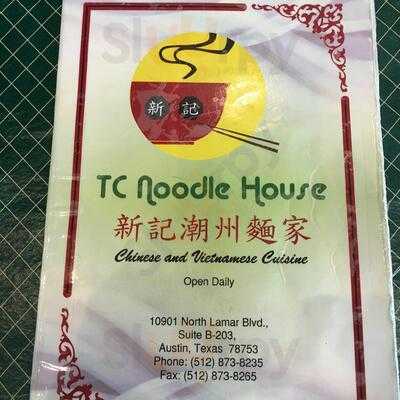 新 記
TC Noodle House
新記潮州麵家
Chinese and Vietnamese Cuisine
Open Daily
10901 North Lamar Blvd.,
Suite B-203,
Austin, Texas 78753
Phone: (512) 873-8235
Fax: (512) 873-8265